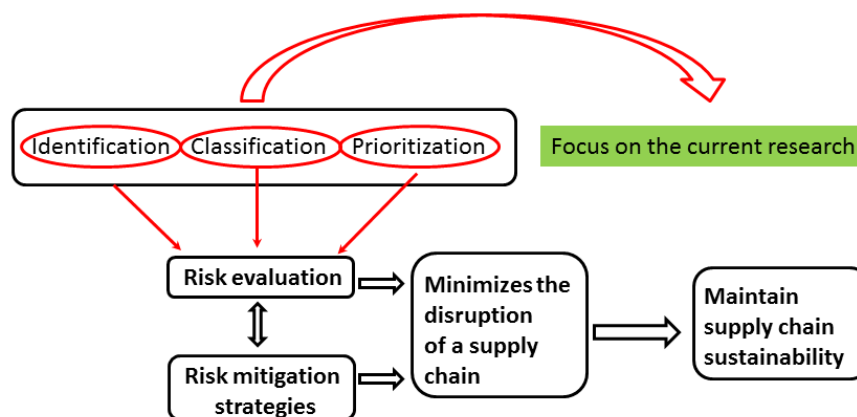 Identification Classification Prioritization
Focus on the current research
Risk evaluation
Minimizes the
disruption
of a supply
chain
Maintain
supply chain
sustainability
Risk mitigation
strategies